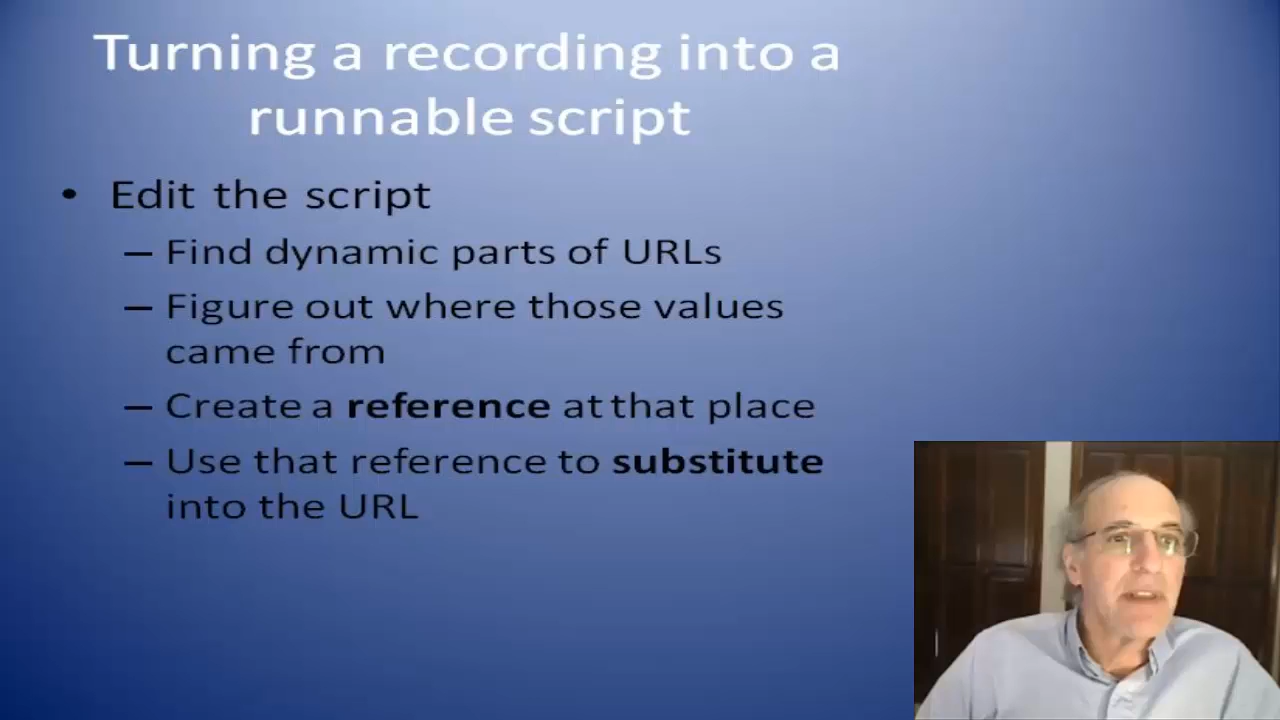 Turning a recording into a
runnable script
• Edit the script
– Find dynamic parts of URLs
– Figure out where those values
came from
– Create a reference at that place
– Use that reference to substitute
into the URL